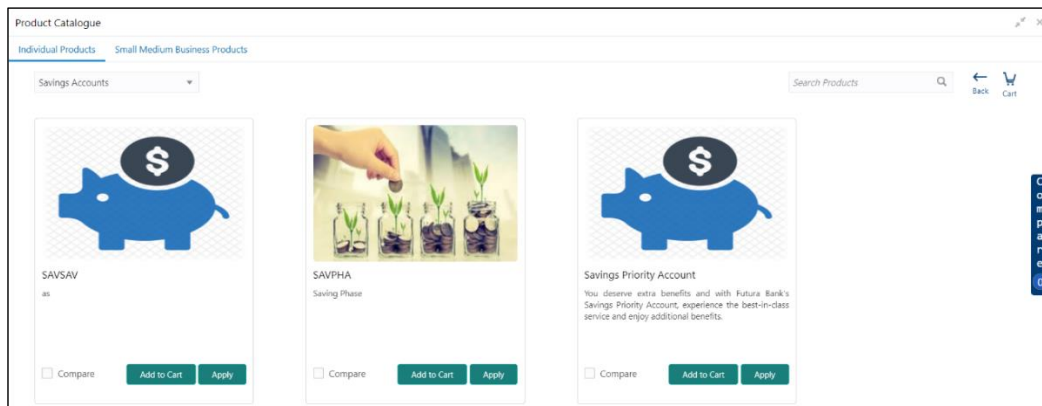 Product Catalogue
Individual Products Small Medium Business Products
Savings Accounts Search Products Back Cart
SAVSAV
as
Compare Add to Cart Apply
SAVPHA
Saving Phase
Compare Add to Cart Apply
Savings Priority Account
You deserve extra benefits and with Futura Bank's
Savings Priority Account, experience the best-in-class
service and enjoy additional benefits.
Compare Add to Cart Apply
Compare